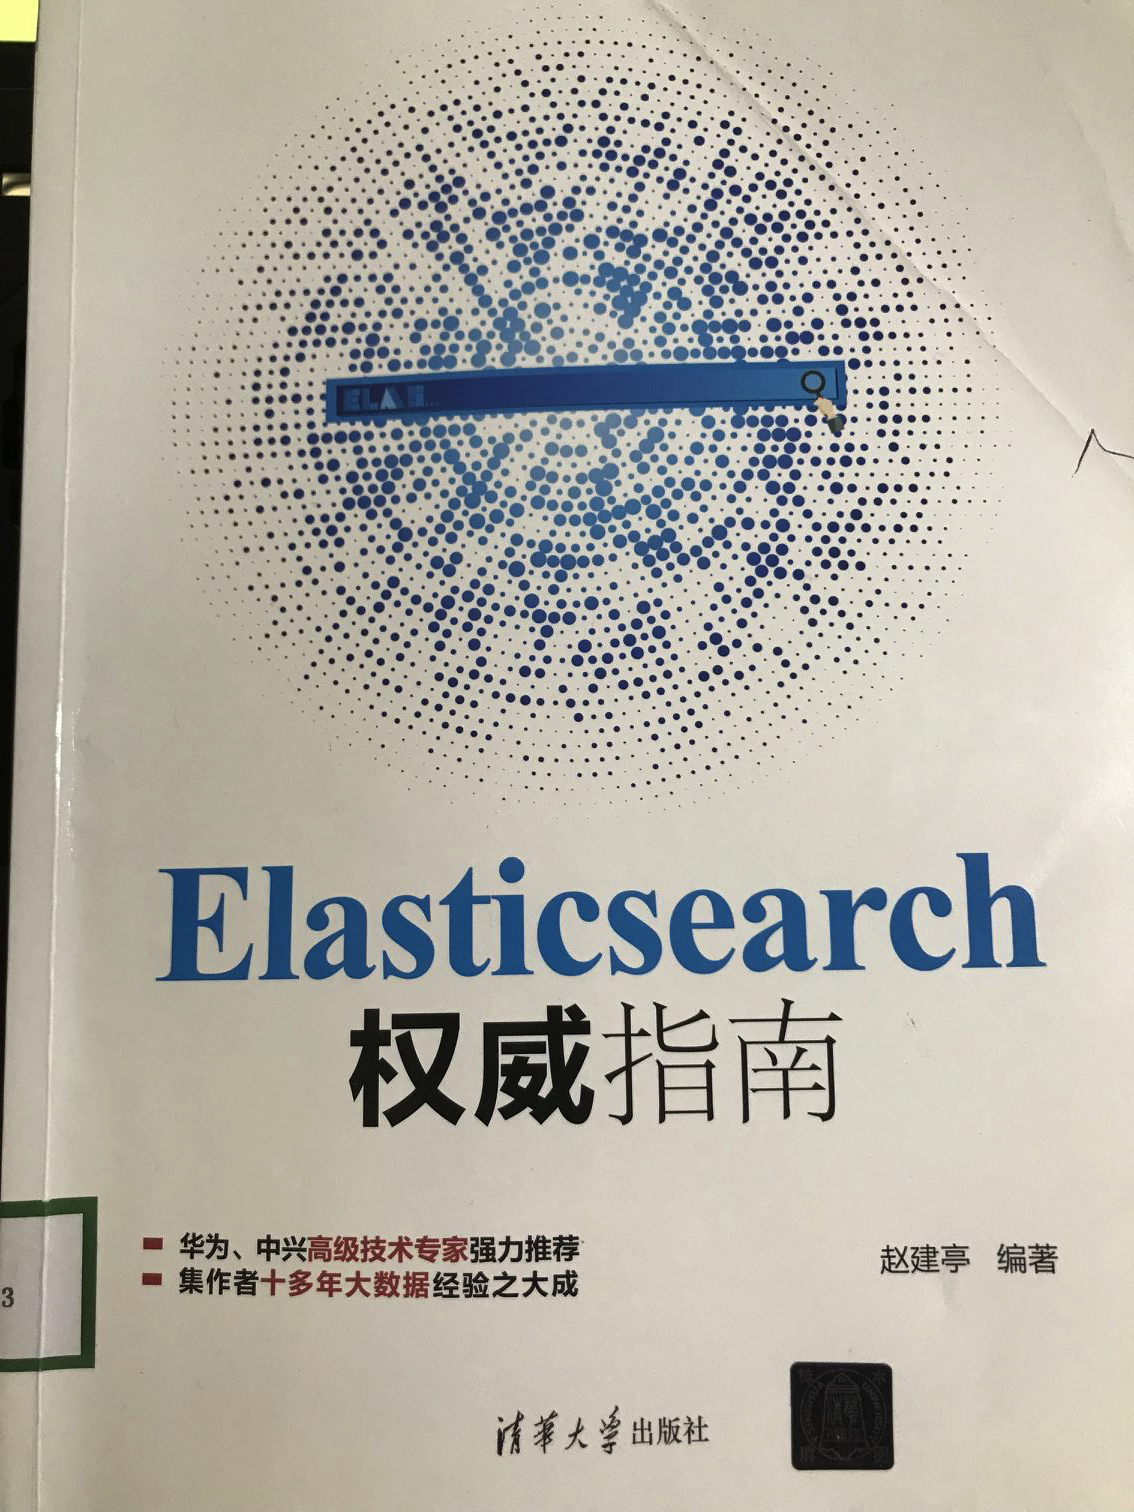 ELAS...
Elasticsearch
权威指南
华为、中兴高级技术专家强力推荐
集作者十多年大数据经验之大成
赵建亭 编著
3
清华大学出版社